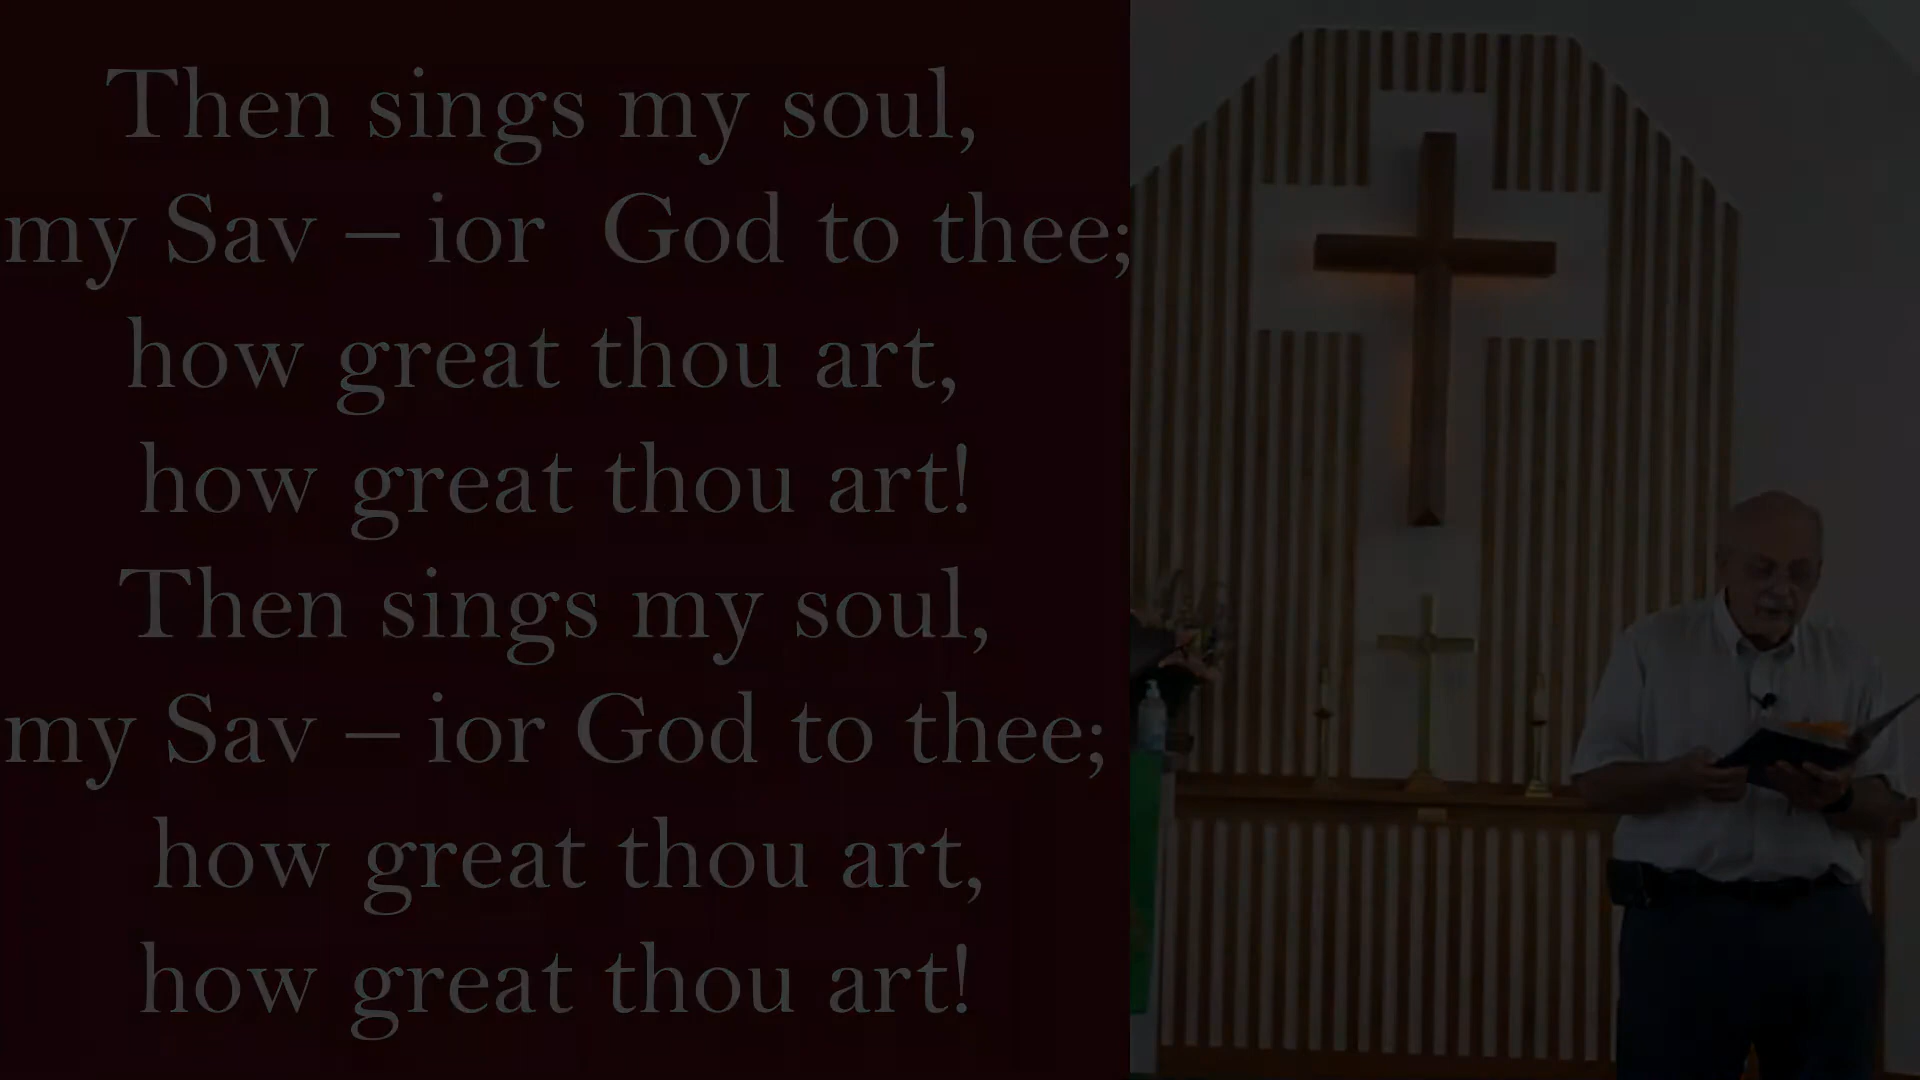 Then sings my soul,
my Sav – ior God to thee;
how great thou art,
how great thou art!
Then sings my soul,
my Sav – ior God to thee;
how great thou art,
how great thou art!